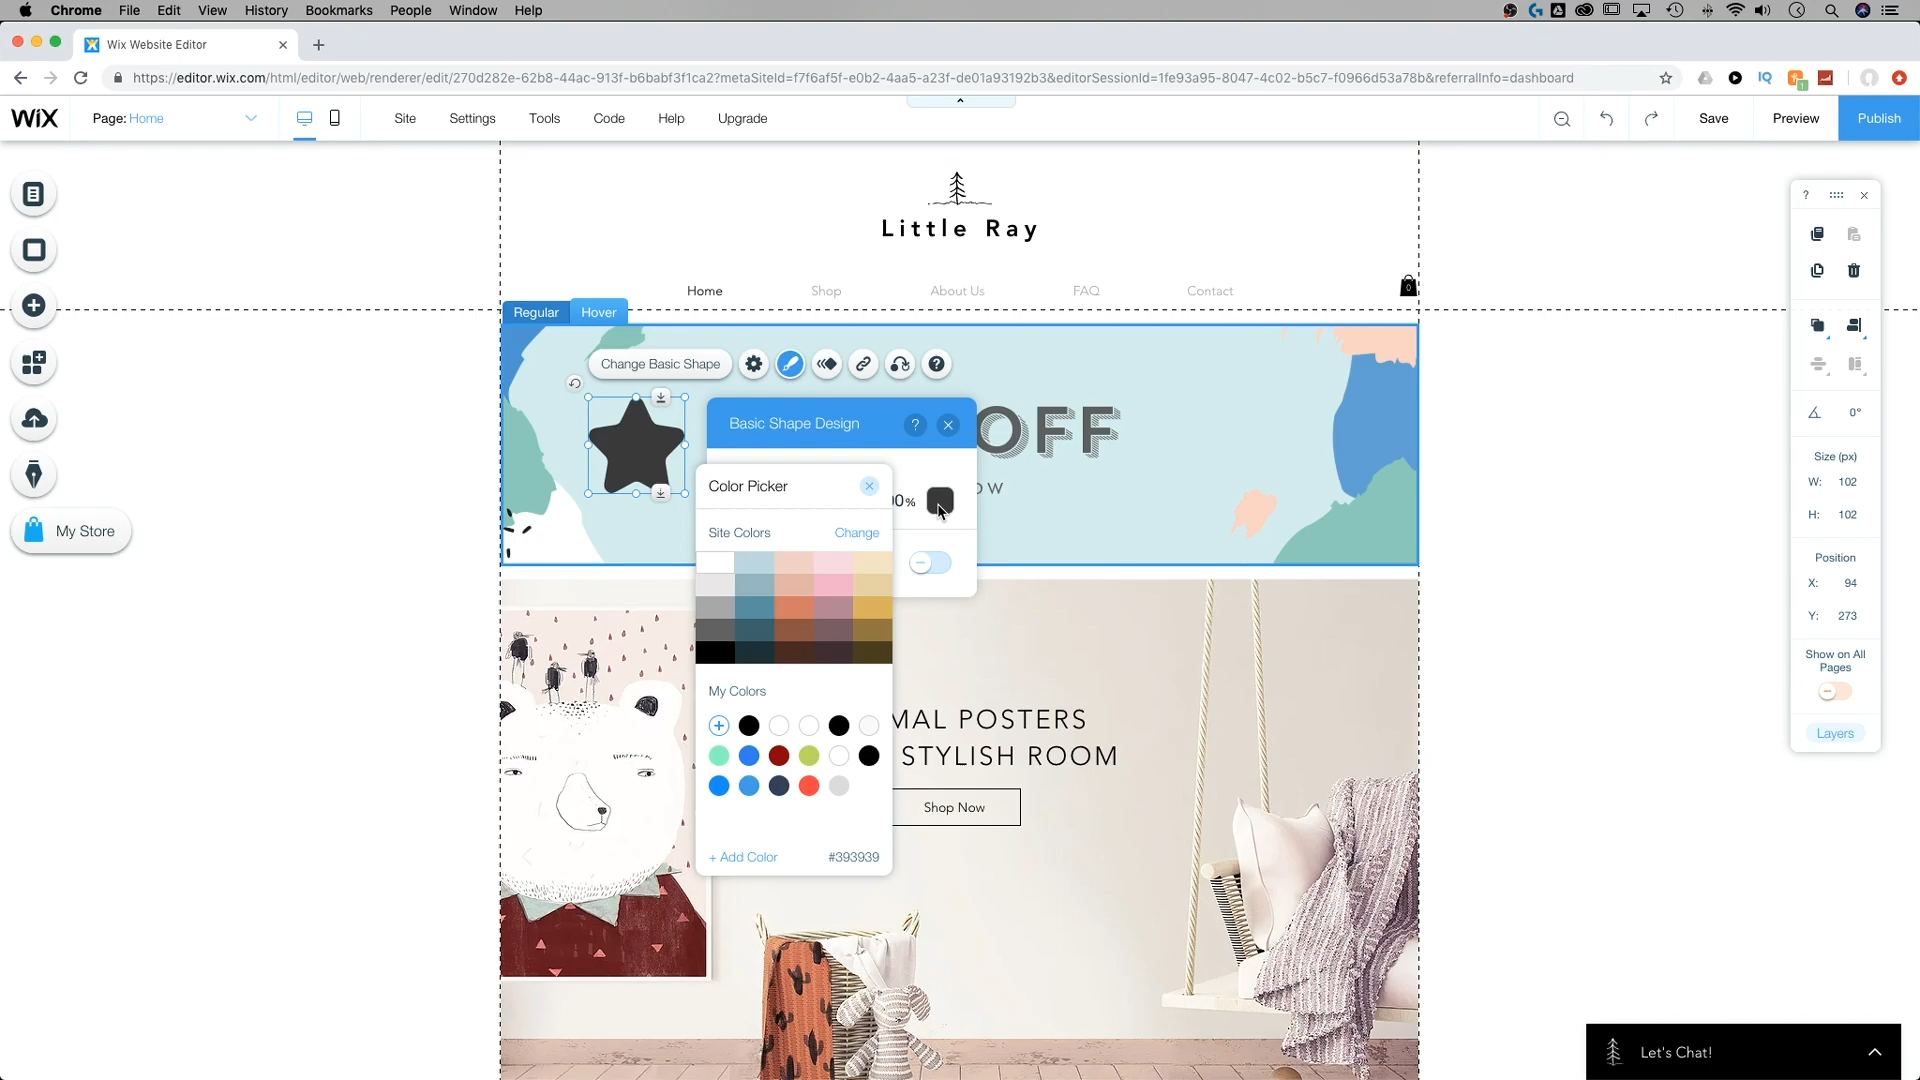 Chrome File Edit View History Bookmarks People Window Help
Wix Website Editor
https://editor.wix.com/html/editor/web/renderer/edit/270d282e-62b8-44ac-913f-b6babf3f1ca2?metaSiteId=f7f6af5f-e0b2-4aa5-a23f-de01a93192b3&editorSessionId=1fe93a95-8047-4c02-b5c7-f0966d53a78b&referralInfo=dashboard
IQ
1
WiX Page: Home Site Settings Tools Code Help Upgrade Save Preview Publish
Little Ray
Home Shop About Us FAQ Contact
0
Regular Hover
Change Basic Shape
?
OFF
OW
Basic Shape Design ?
Color Picker
%
Site Colors Change
My Colors
+ Add Color #393939
MAL POSTERS
STYLISH ROOM
Shop Now
My Store
?
0°
Size (px)
W: 102
H: 102
Position
X: 94
Y: 273
Show on All
Pages
Layers
Let's Chat!